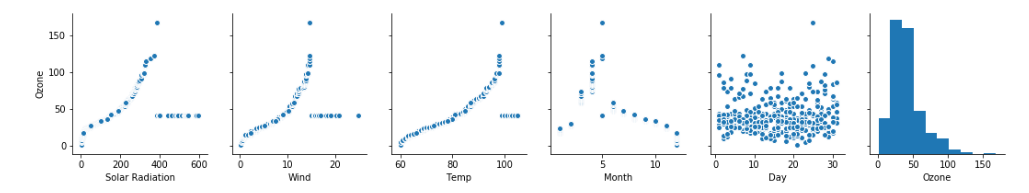 150
100
50
0
Ozone
0 200 400 600
Solar Radiation
0 10 20
Wind
60 80 100
Temp
5 10
Month
0 10 20 30
Day
0 50 100 150
Ozone